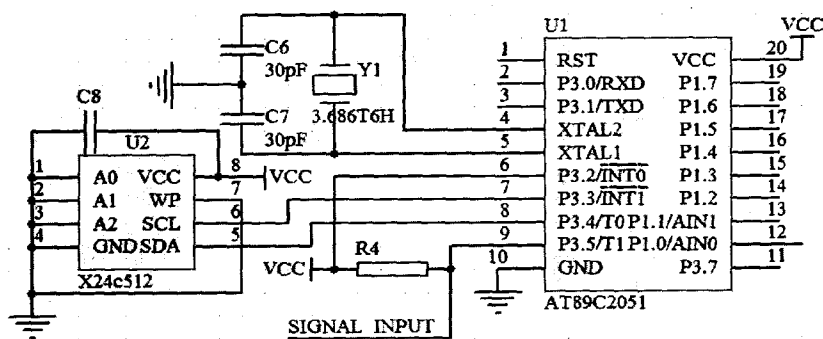 U1
VCC
C6
30pF
Y1
C7
30pF
3.686T6H
C8
U2
1 A0 VCC 8 VCC
2 A1 WP 7
3 A2 SCL 6
4 GND SDA 5
X24c512
1 RST VCC 20
2 P3.0/RXD P1.7 19
3 P3.1/TXD P1.6 18
4 XTAL2 P1.5 17
5 XTAL1 P1.4 16
6 P3.2/INT0 P1.3 15
7 P3.3/INT1 P1.2 14
8 P3.4/T0 P1.1/AIN1 13
9 P3.5/T1 P1.0/AIN0 12
10 GND P3.7 11
AT89C2051
VCC
R4
SIGNAL INPUT